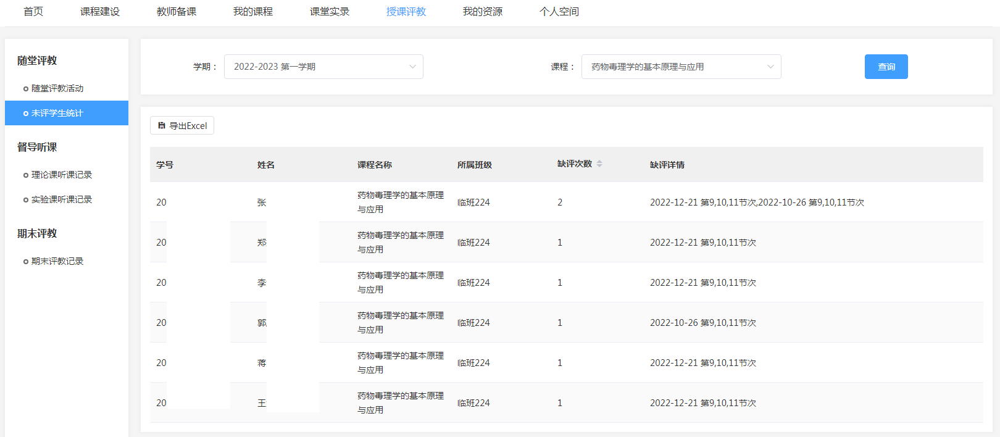 首页 课程建设 教师备课 我的课程 课堂实录 授课评教 我的资源 个人空间
随堂评教
随堂评教活动
未评学生统计
督导听课
理论课听课记录
实验课听课记录
期末评教
期末评教记录
学期： 2022-2023 第一学期 课程： 药物毒理学的基本原理与应用 查询
导出Excel
学号 姓名 课程名称 所属班级 缺评次数 缺评详情
20 张 药物毒理学的基本原理 临班224 2 2022-12-21 第9,10,11节次,2022-10-26 第9,10,11节次
与应用
20 郑 药物毒理学的基本原理 临班224 1 2022-12-21 第9,10,11节次
与应用
20 李 药物毒理学的基本原理 临班224 1 2022-12-21 第9,10,11节次
与应用
20 郭 药物毒理学的基本原理 临班224 1 2022-10-26 第9,10,11节次
与应用
20 蒋 药物毒理学的基本原理 临班224 1 2022-12-21 第9,10,11节次
与应用
20 王 药物毒理学的基本原理 临班224 1 2022-12-21 第9,10,11节次
与应用